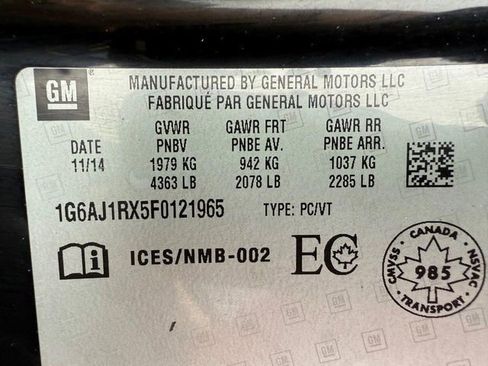 GM
MANUFACTURED BY GENERAL MOTORS LLC
FABRIQUÉ PAR GENERAL MOTORS LLC
DATE GVWR GAWR FRT GAWR RR
PNBV PNBE AV. PNBE ARR.
11/14 1979 KG 942 KG 1037 KG
4363 LB 2078 LB 2285 LB
1G6AJ1RX5F0121965 TYPE: PC/VT
ICES/NMB-002 EC
CANADA
CMVSS 985 NSVAC
TRANSPORT